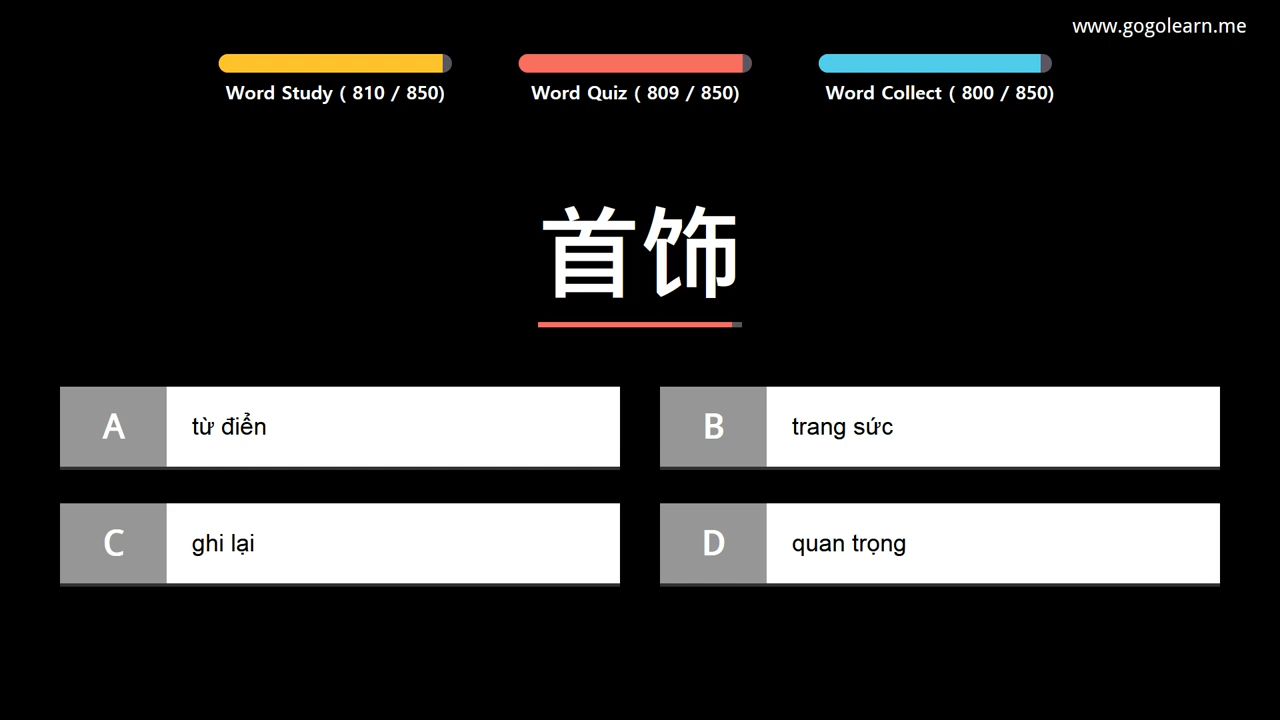 www.gogolearn.me
Word Study ( 810 / 850)
Word Quiz ( 809 / 850)
Word Collect ( 800 / 850)
首饰
A
từ điển
B
trang sức
C
ghi lại
D
quan trọng